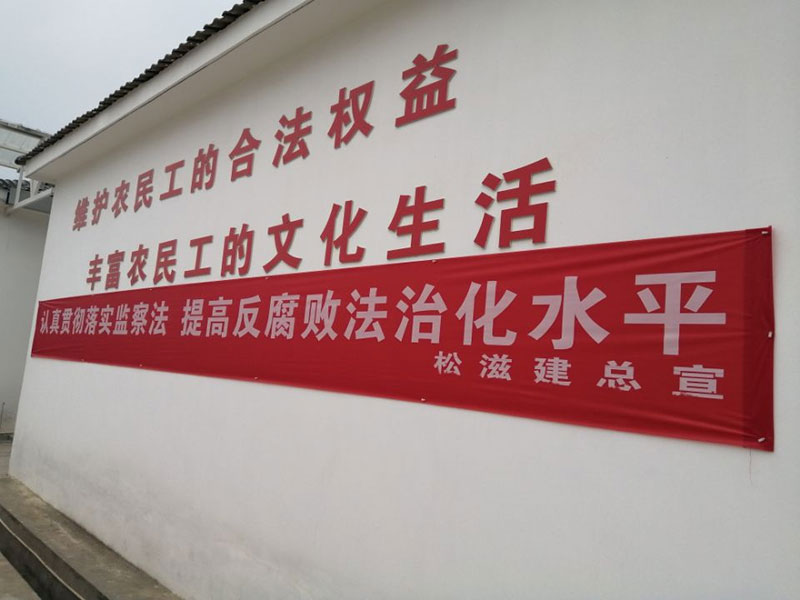 维护农民工的合法权益
丰富农民工的文化生活
认真贯彻落实监察法 提高反腐败法治化水平
松滋建总宣